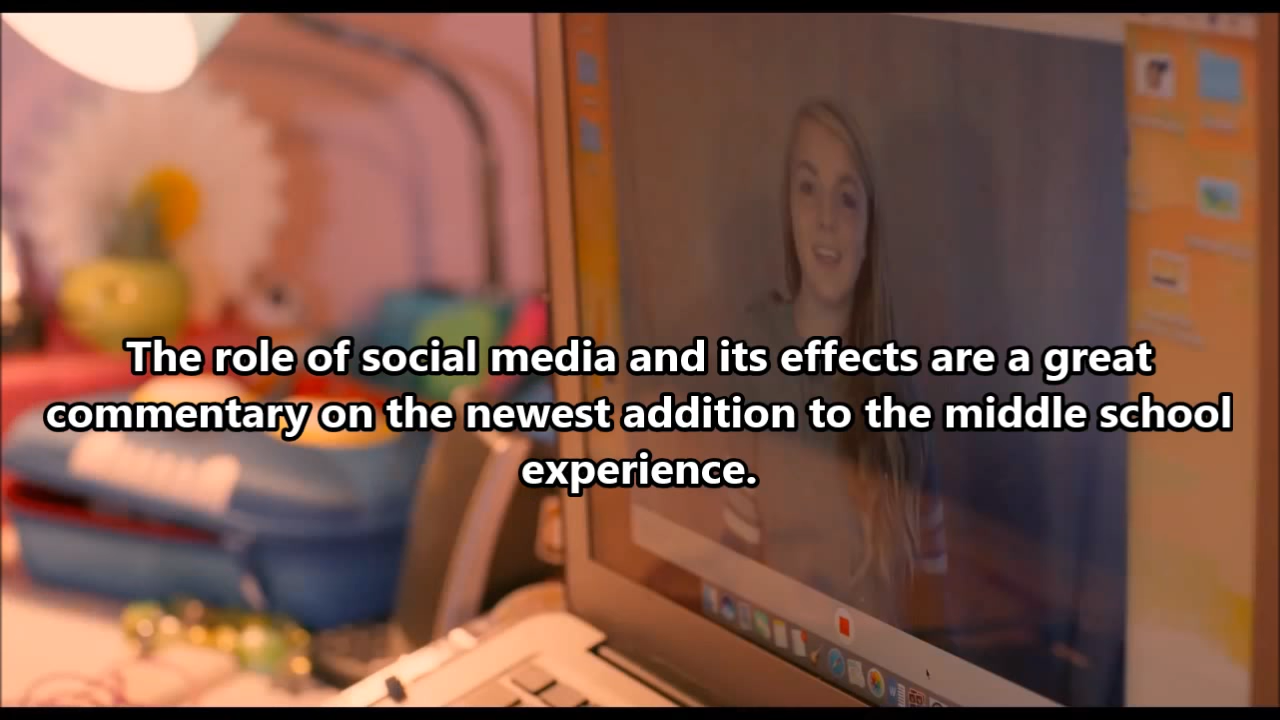 The role of social media and its effects are a great
commentary on the newest addition to the middle school
experience.